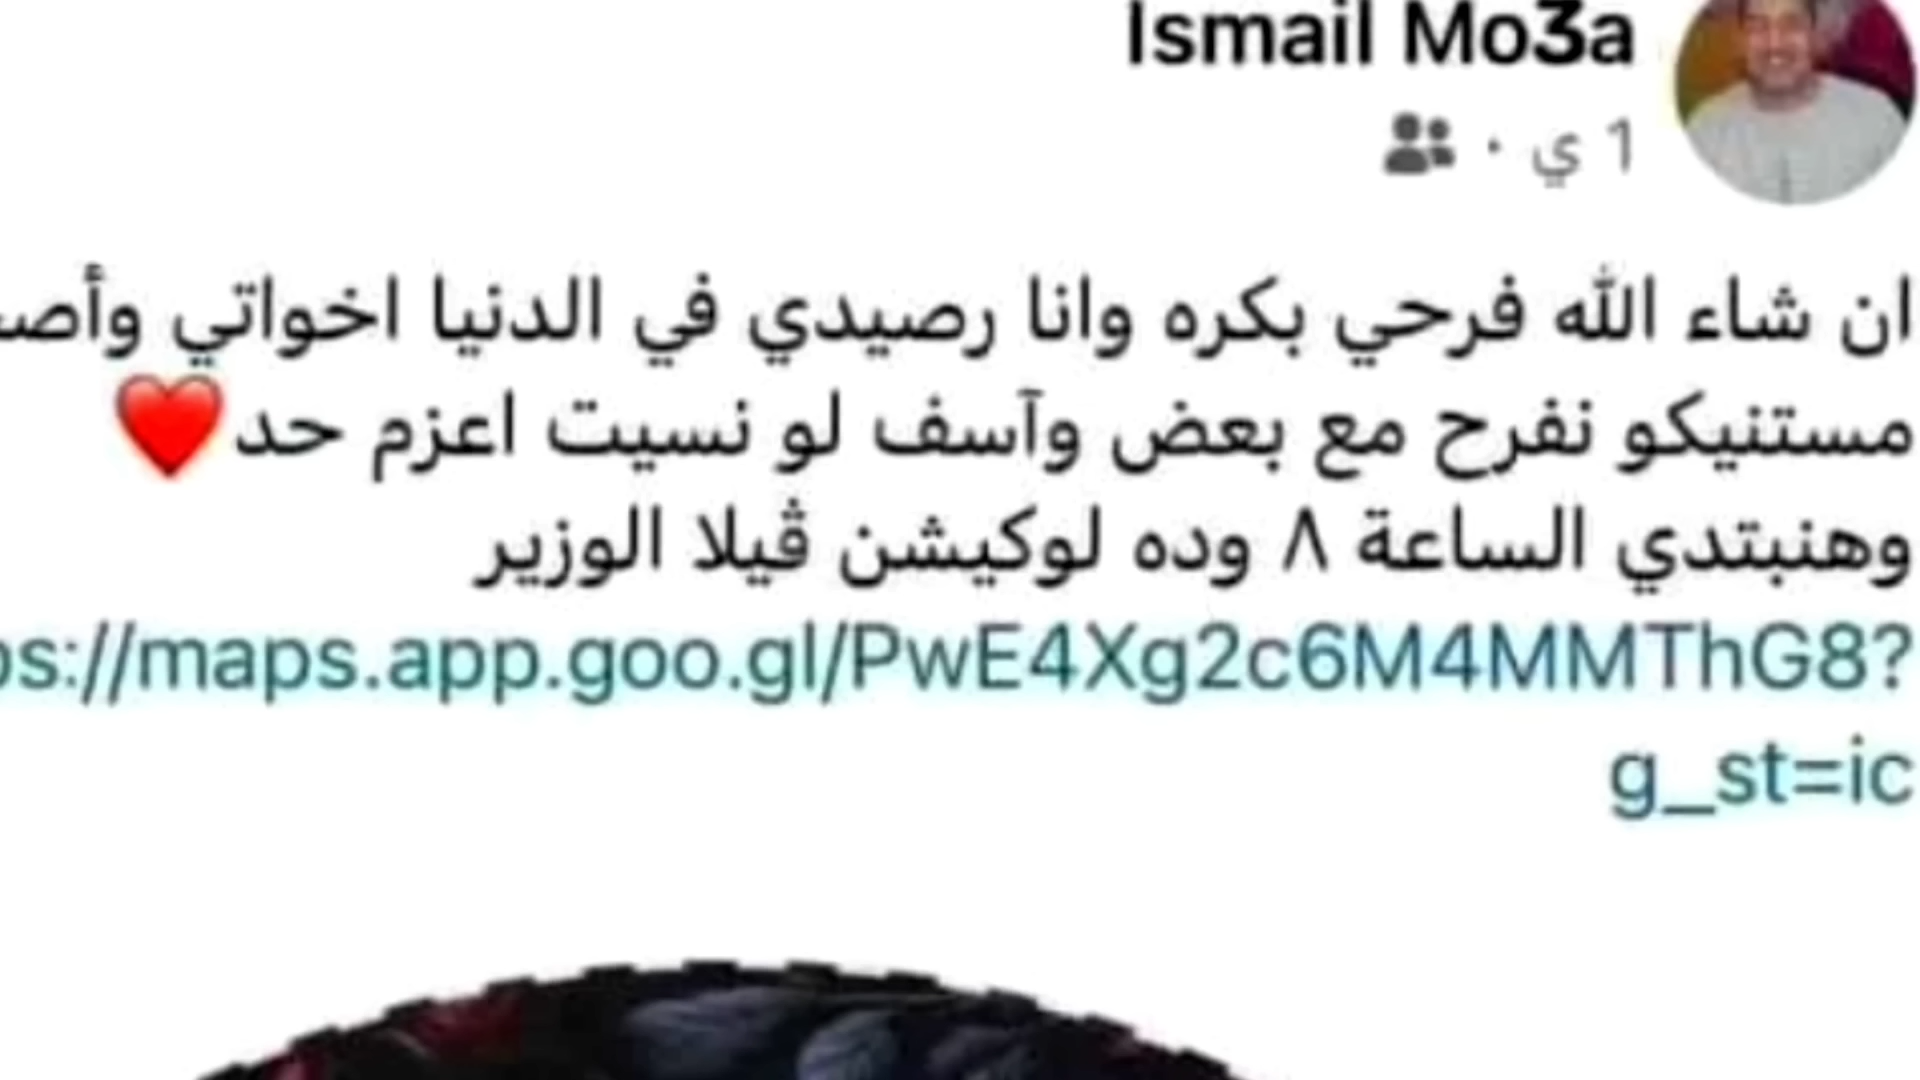 Ismail Mo3a
1 ي ·
ان شاء الله فرحي بكره وانا رصيدي في الدنيا اخواتي
مستنيكو نفرح مع بعض وآسف لو نسيت اعزم حد❤️
وهنبتدي الساعة ٨ وده لوكيشن ڤيلا الوزير
ps://maps.app.goo.gl/PwE4Xg2c6M4MMThG8?
g_st=ic